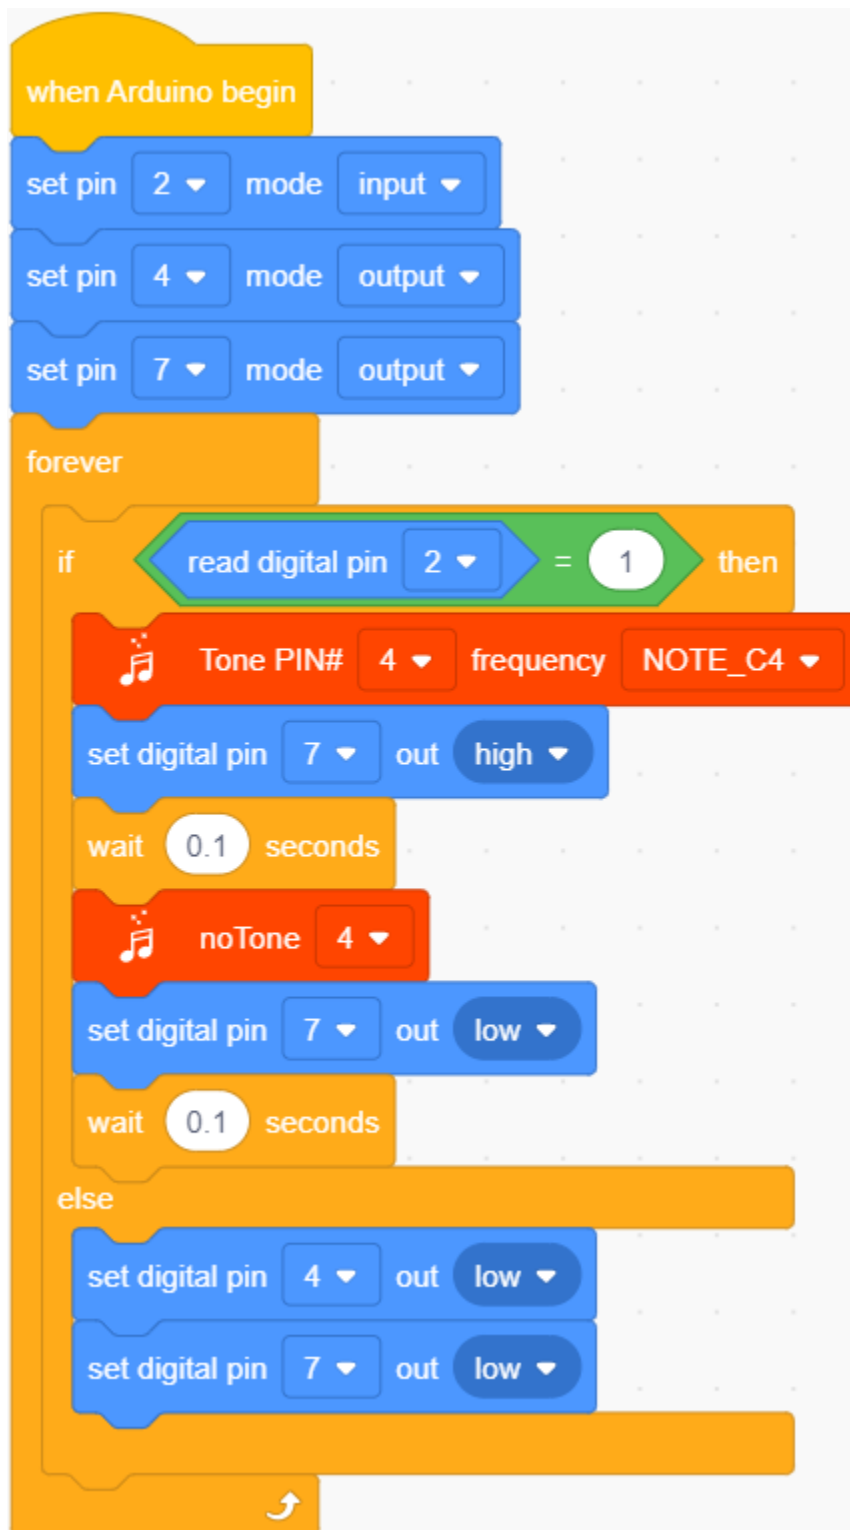 when Arduino begin
set pin 2 mode input
set pin 4 mode output
set pin 7 mode output
forever
if read digital pin 2 = 1 then
Tone PIN# 4 frequency NOTE_C4
set digital pin 7 out high
wait 0.1 seconds
noTone 4
set digital pin 7 out low
wait 0.1 seconds
else
set digital pin 4 out low
set digital pin 7 out low